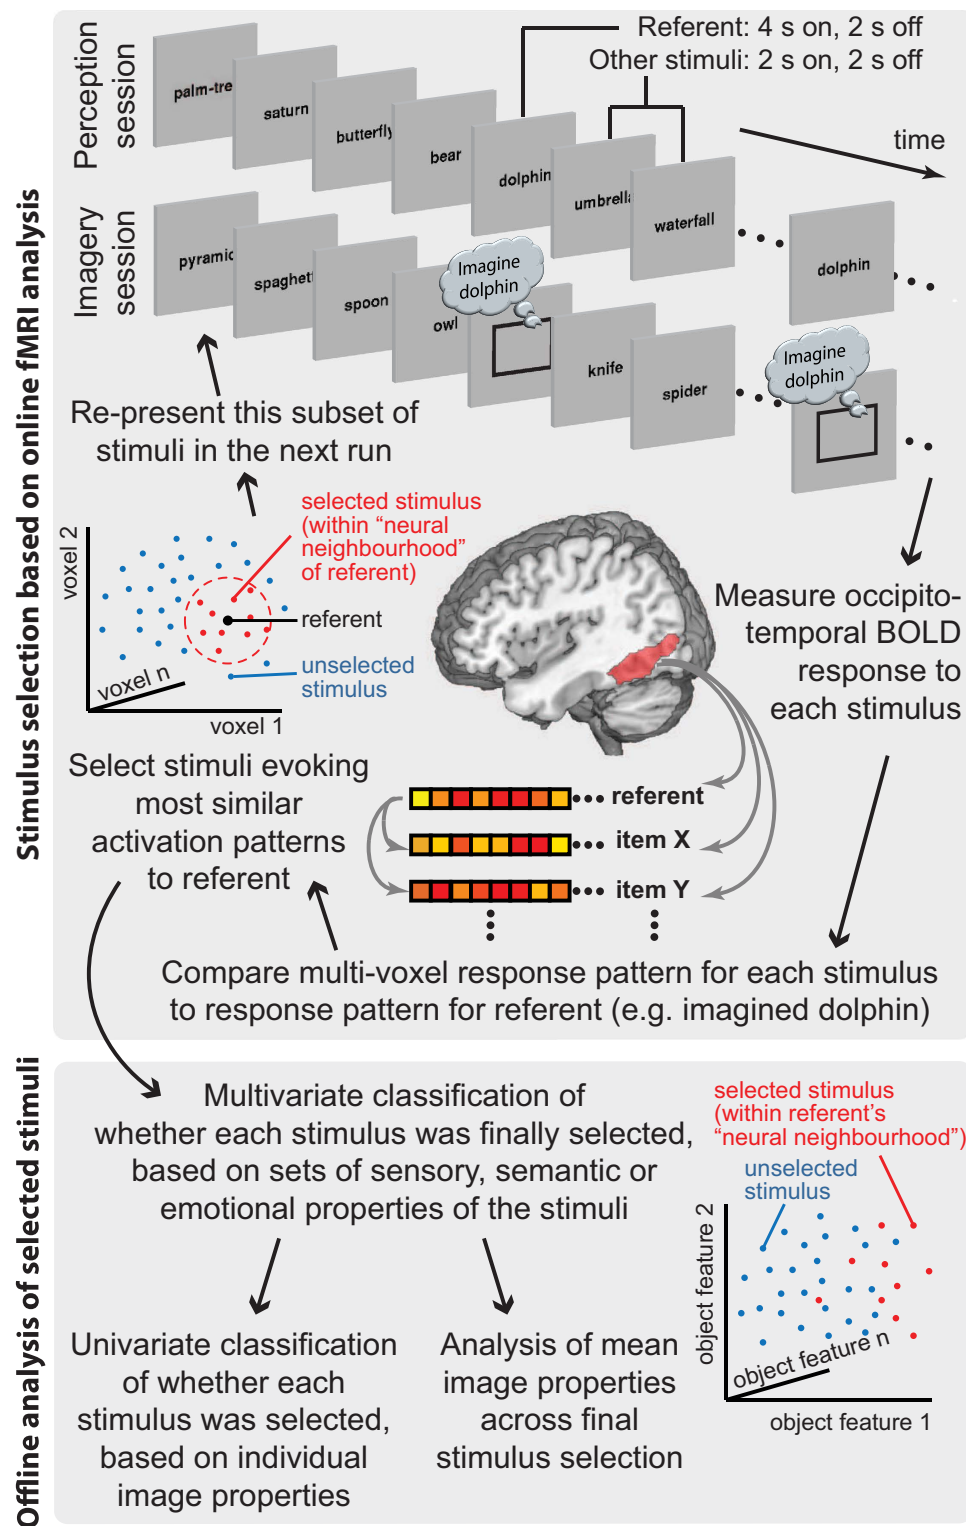 Stimulus selection based on online fMRI analysis
Perception
session
palm-tre
saturn
butterfly
bear
dolphin
umbrella
waterfall
dolphin
Referent: 4 s on, 2 s off
Other stimuli: 2 s on, 2 s off
time
Imagery
session
pyramid
spaghett
spoon
owl
Imagine
dolphin
knife
spider
Imagine
dolphin
Re-present this subset of
stimuli in the next run
selected stimulus
(within “neural
neighbourhood”
of referent)
referent
unselected
stimulus
voxel 2
voxel n
voxel 1
Measure occipito-
temporal BOLD
response to
each stimulus
Select stimuli evoking
most similar
activation patterns
to referent
referent
item X
item Y
Compare multi-voxel response pattern for each stimulus
to response pattern for referent (e.g. imagined dolphin)
Offline analysis of selected stimuli
Multivariate classification of
whether each stimulus was finally selected,
based on sets of sensory, semantic or
emotional properties of the stimuli
selected stimulus
(within referent’s
“neural neighbourhood”)
unselected
stimulus
object feature 2
object feature n
object feature 1
Univariate classification
of whether each
stimulus was selected,
based on individual
image properties
Analysis of mean
image properties
across final
stimulus selection